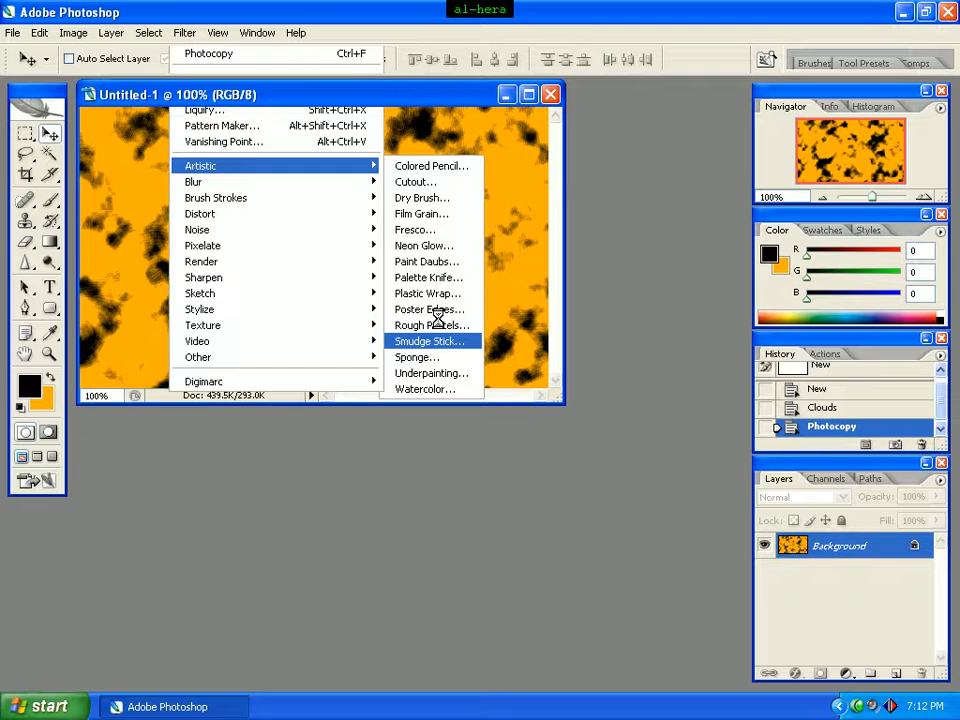 al-hera
Adobe Photoshop
File Edit Image Layer Select Filter View Window Help
Auto Select Layer
Photocopy Ctrl+F
Brushes Tool Presets Comps
Untitled-1 @ 100% (RGB/8)
Liquify... Shift+Ctrl+X
Pattern Maker... Alt+Shift+Ctrl+X
Vanishing Point... Alt+Ctrl+V
Artistic
Blur
Brush Strokes
Distort
Noise
Pixelate
Render
Sharpen
Sketch
Stylize
Texture
Video
Other
Digimarc
Colored Pencil...
Cutout...
Dry Brush...
Film Grain...
Fresco...
Neon Glow...
Paint Daubs...
Palette Knife...
Plastic Wrap...
Poster Edges...
Rough Pastels...
Smudge Stick...
Sponge...
Underpainting...
Watercolor...
100% Doc: 439.5K/293.0K
Navigator Info Histogram
100%
Color Swatches Styles
R 0
G 0
B 0
History Actions
New
New
Clouds
Photocopy
Layers Channels Paths
Normal Opacity: 100%
Lock: Fill: 100%
Background
start Adobe Photoshop 7:12 PM